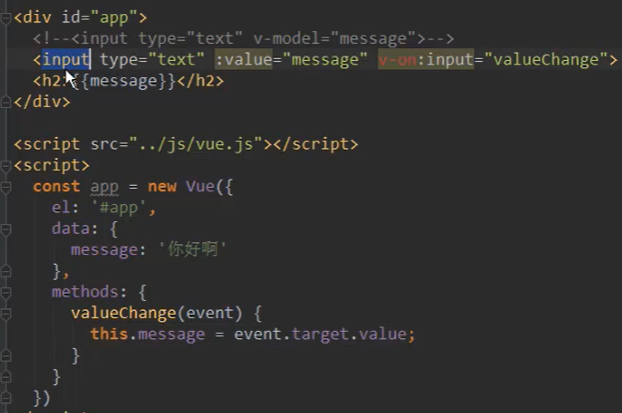 <div id="app">
<!--<input type="text" v-model="message">-->
<input type="text" :value="message" v-on:input="valueChange">
<h2>{{message}}</h2>
</div>
<script src="../js/vue.js"></script>
<script>
const app = new Vue({
el: '#app',
data: {
message: '你好啊'
},
methods: {
valueChange(event) {
this.message = event.target.value;
}
}
})